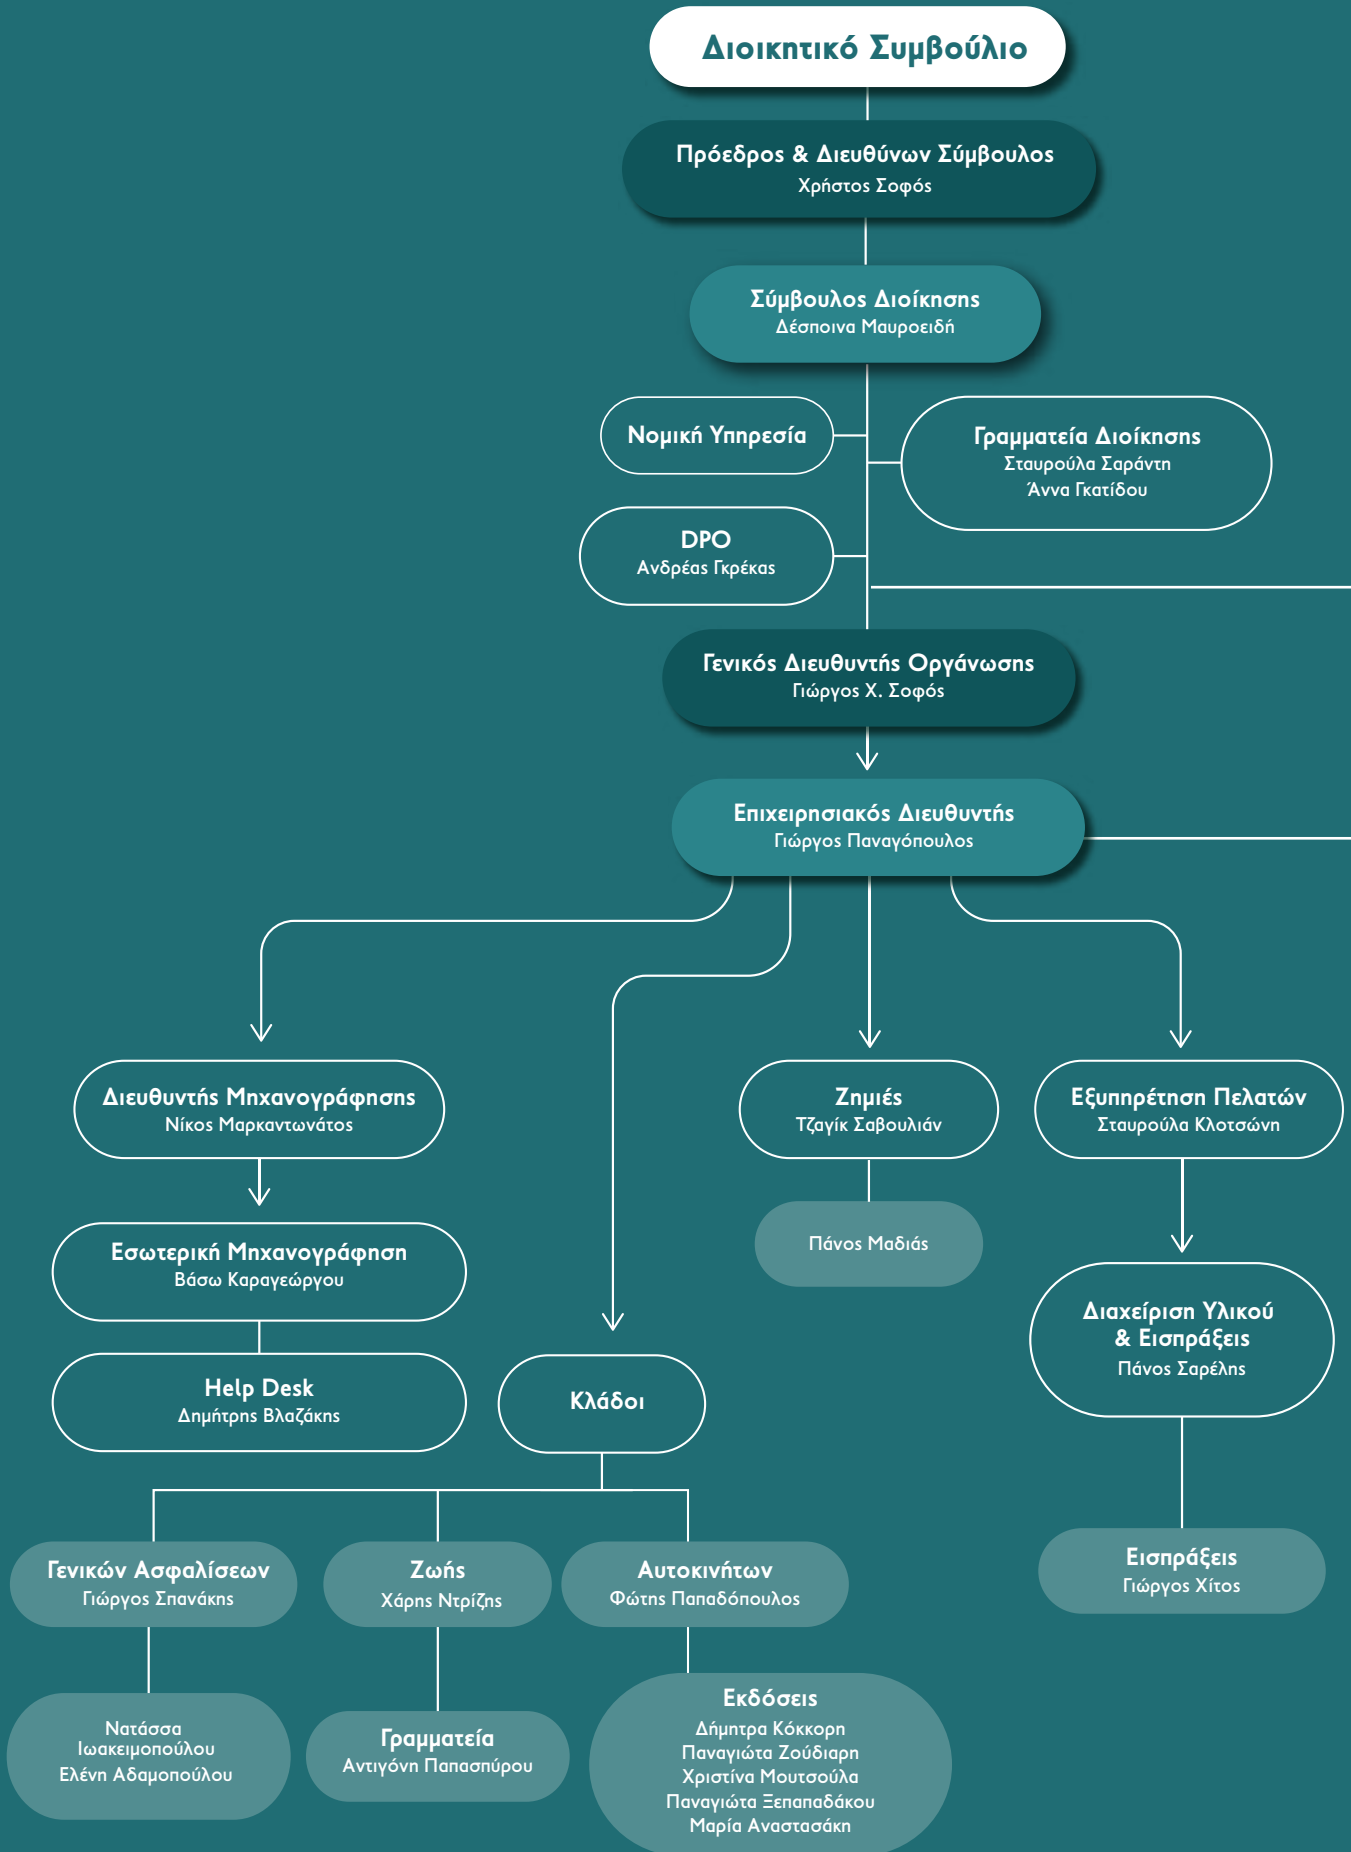 Διοικητικό Συμβούλιο
Πρόεδρος & Διευθύνων Σύμβουλος
Χρήστος Σοφός
Σύμβουλος Διοίκησης
Δέσποινα Μαυροειδή
Νομική Υπηρεσία
Γραμματεία Διοίκησης
Σταυρούλα Σαράντη
Άννα Γκατίδου
DPO
Ανδρέας Γκρέκας
Γενικός Διευθυντής Οργάνωσης
Γιώργος Χ. Σοφός
Επιχειρησιακός Διευθυντής
Γιώργος Παναγόπουλος
Διευθυντής Μηχανογράφησης
Νίκος Μαρκαντωνάτος
Ζημιές
Τζαγίκ Σαβουλιάν
Εξυπηρέτηση Πελατών
Σταυρούλα Κλοτσώνη
Πάνος Μαδιάς
Εσωτερική Μηχανογράφηση
Βάσω Καραγεώργου
Διαχείριση Υλικού
& Εισπράξεις
Πάνος Σαρέλης
Help Desk
Δημήτρης Βλαζάκης
Κλάδοι
Γενικών Ασφαλίσεων
Γιώργος Σπανάκης
Ζωής
Χάρης Ντρίζης
Αυτοκινήτων
Φώτης Παπαδόπουλος
Εισπράξεις
Γιώργος Χίτος
Νατάσσα
Ιωακειμοπούλου
Ελένη Αδαμοπούλου
Γραμματεία
Αντιγόνη Παπασπύρου
Εκδόσεις
Δήμητρα Κόκκορη
Παναγιώτα Ζούδιαρη
Χριστίνα Μουτσούλα
Παναγιώτα Ξεπαπαδάκου
Μαρία Αναστασάκη